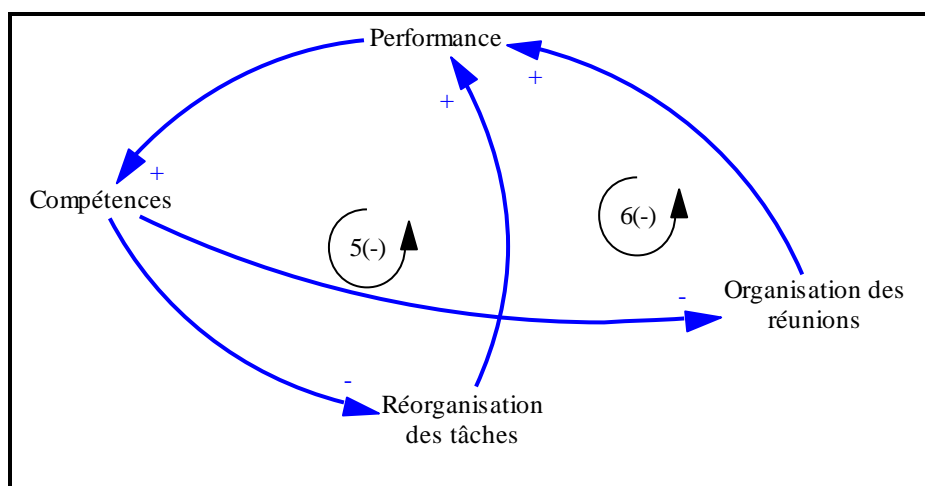 Performance
+
+
+
Compétences
5(-)
6(-)
-
Organisation des
réunions
-
Réorganisation
des tâches